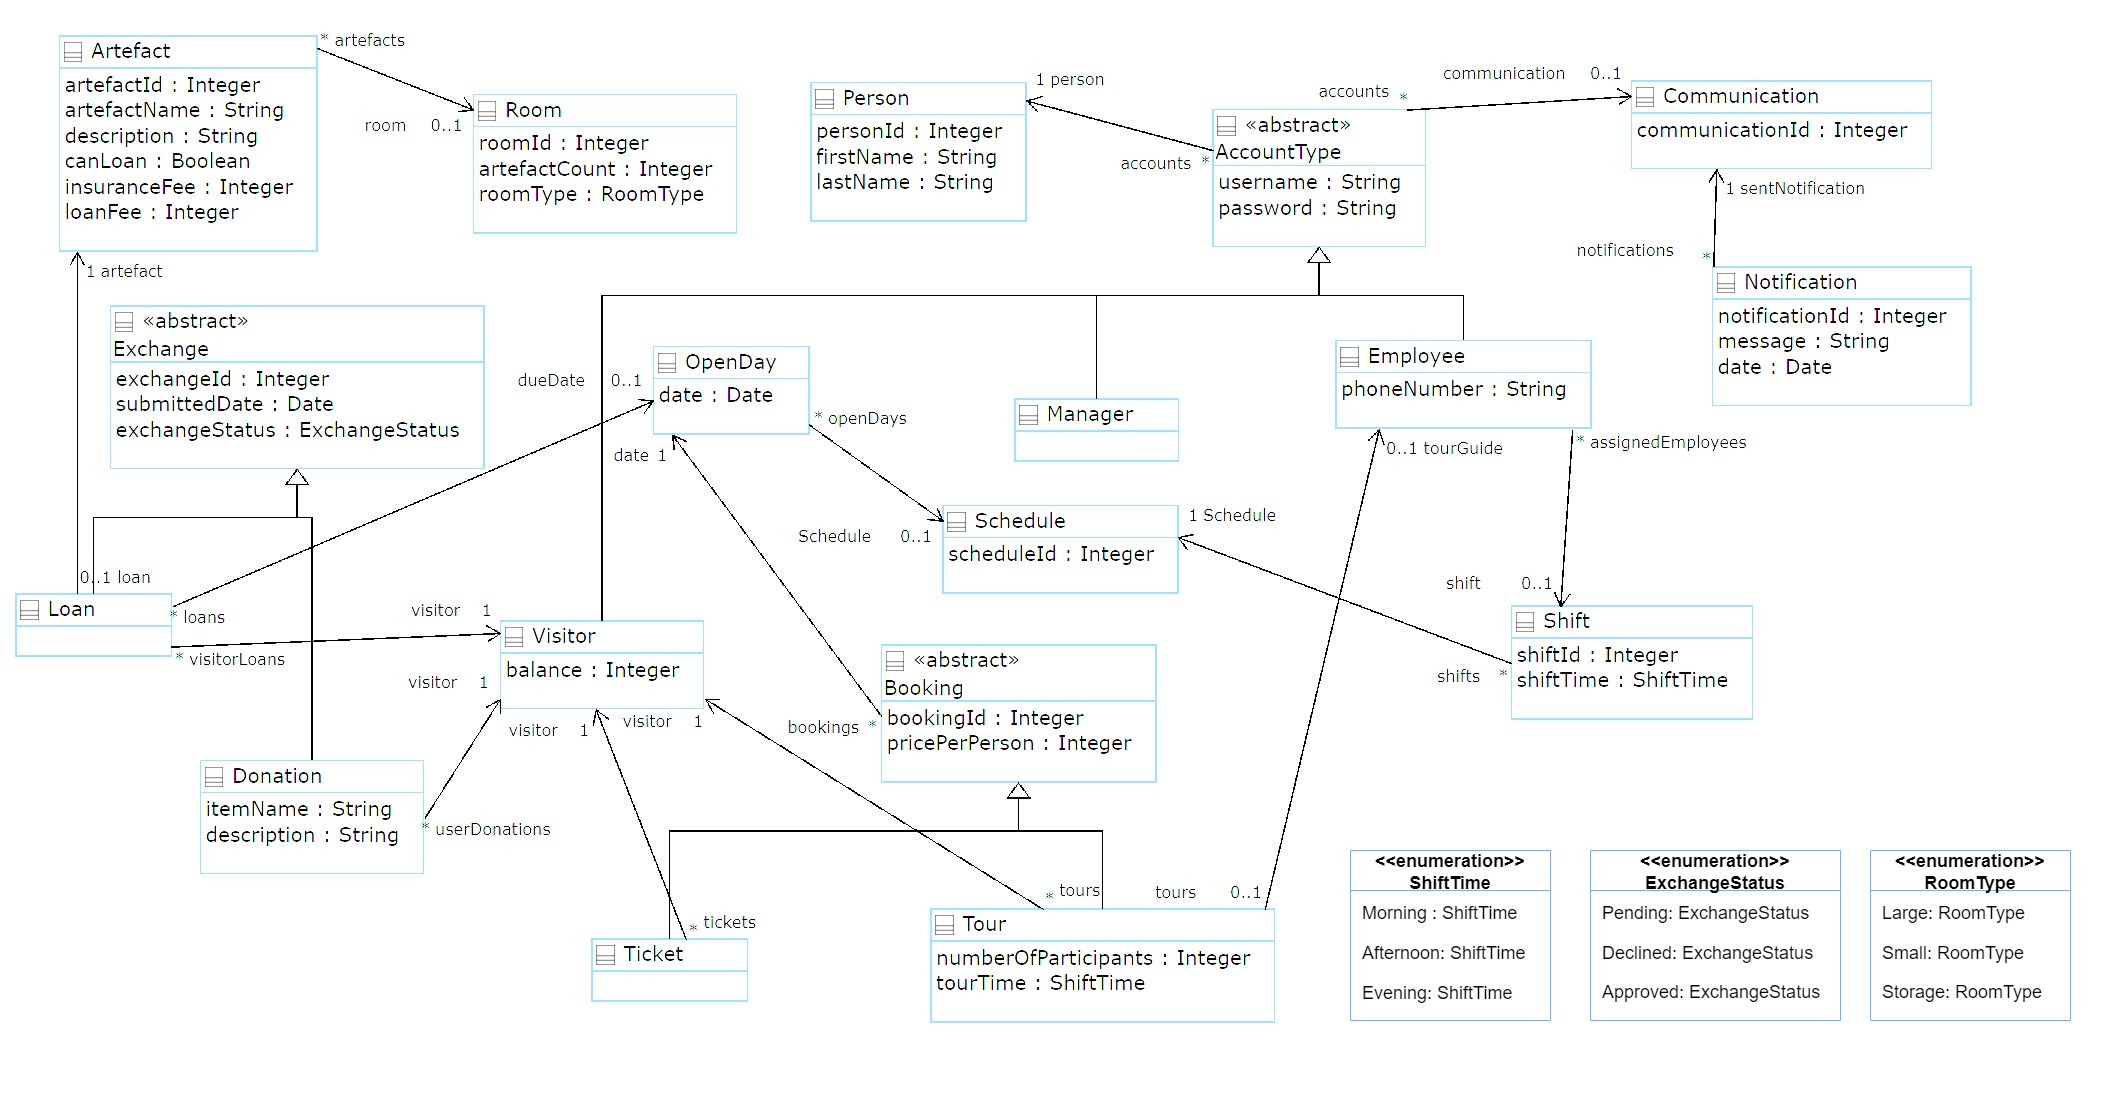 Artefact
artefactId : Integer
artefactName : String
description : String
canLoan : Boolean
insuranceFee : Integer
loanFee : Integer
* artefacts
room 0..1
Room
roomId : Integer
artefactCount : Integer
roomType : RoomType
Person
personId : Integer
firstName : String
lastName : String
1 person
accounts *
«abstract»
AccountType
username : String
password : String
accounts *
communication 0..1
Communication
communicationId : Integer
1 sentNotification
notifications *
Notification
notificationId : Integer
message : String
date : Date
1 artefact
«abstract»
Exchange
exchangeId : Integer
submittedDate : Date
exchangeStatus : ExchangeStatus
dueDate 0..1
OpenDay
date : Date
* openDays
date 1
Manager
Employee
phoneNumber : String
0..1 tourGuide
* assignedEmployees
Schedule 0..1
Schedule
scheduleId : Integer
1 Schedule
shift 0..1
Shift
shiftId : Integer
shiftTime : ShiftTime
shifts *
0..1 loan
Loan
* loans
* visitorLoans
visitor 1
Visitor
balance : Integer
visitor 1
visitor 1
visitor 1
«abstract»
Booking
bookingId : Integer
pricePerPerson : Integer
bookings *
Donation
itemName : String
description : String
* userDonations
* tickets
Ticket
* tours
tours 0..1
Tour
numberOfParticipants : Integer
tourTime : ShiftTime
<<enumeration>>
ShiftTime
Morning : ShiftTime
Afternoon: ShiftTime
Evening: ShiftTime
<<enumeration>>
ExchangeStatus
Pending: ExchangeStatus
Declined: ExchangeStatus
Approved: ExchangeStatus
<<enumeration>>
RoomType
Large: RoomType
Small: RoomType
Storage: RoomType